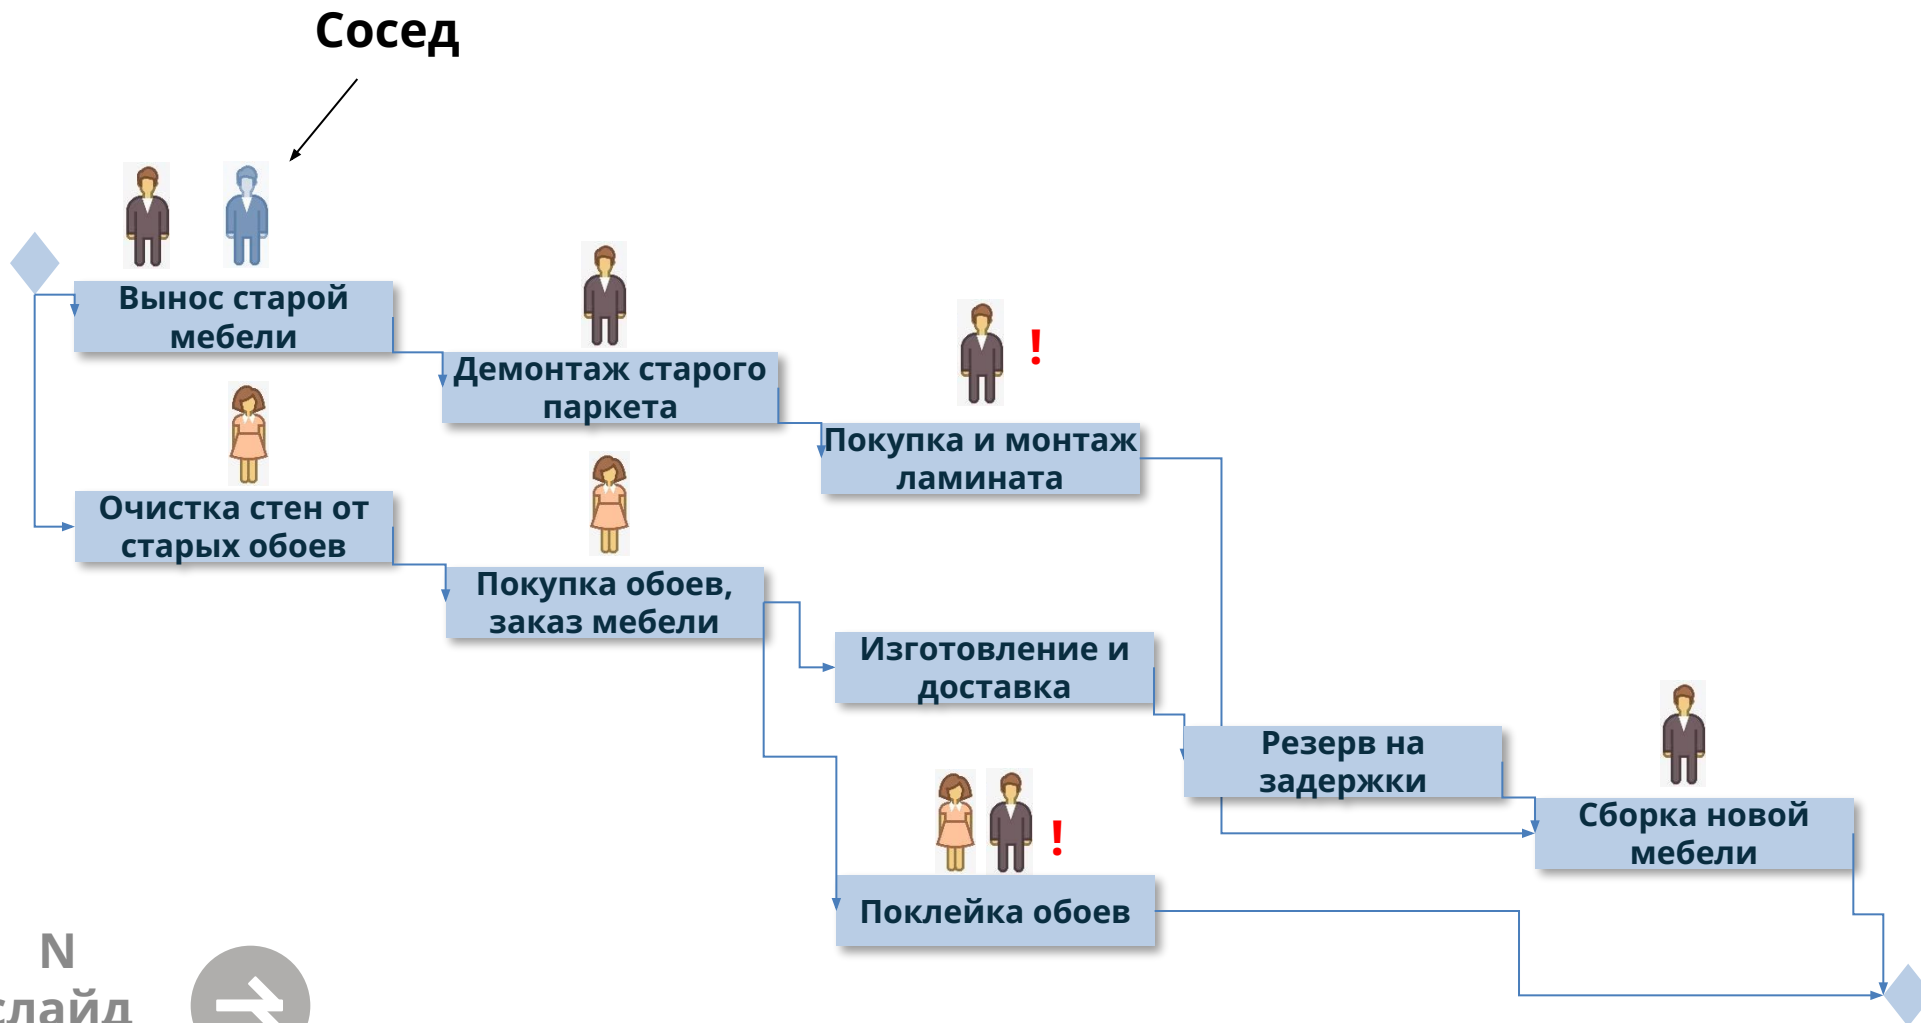 Сосед
Вынос старой
мебели
Демонтаж старого
паркета
!
Покупка и монтаж
ламината
Очистка стен от
старых обоев
Покупка обоев,
заказ мебели
Изготовление и
доставка
Резерв на
задержки
Сборка новой
мебели
!
Поклейка обоев
N
слайд